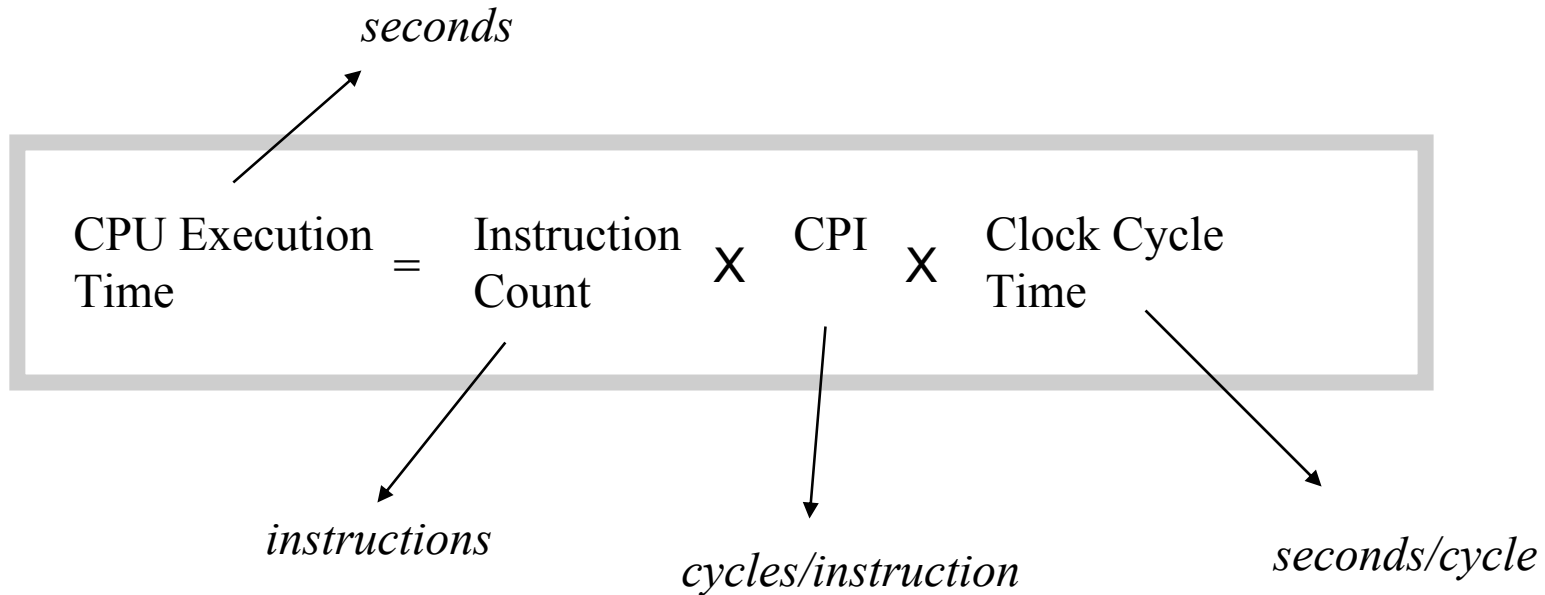 seconds
CPU Execution Time = Instruction Count X CPI X Clock Cycle Time
instructions
cycles/instruction
seconds/cycle